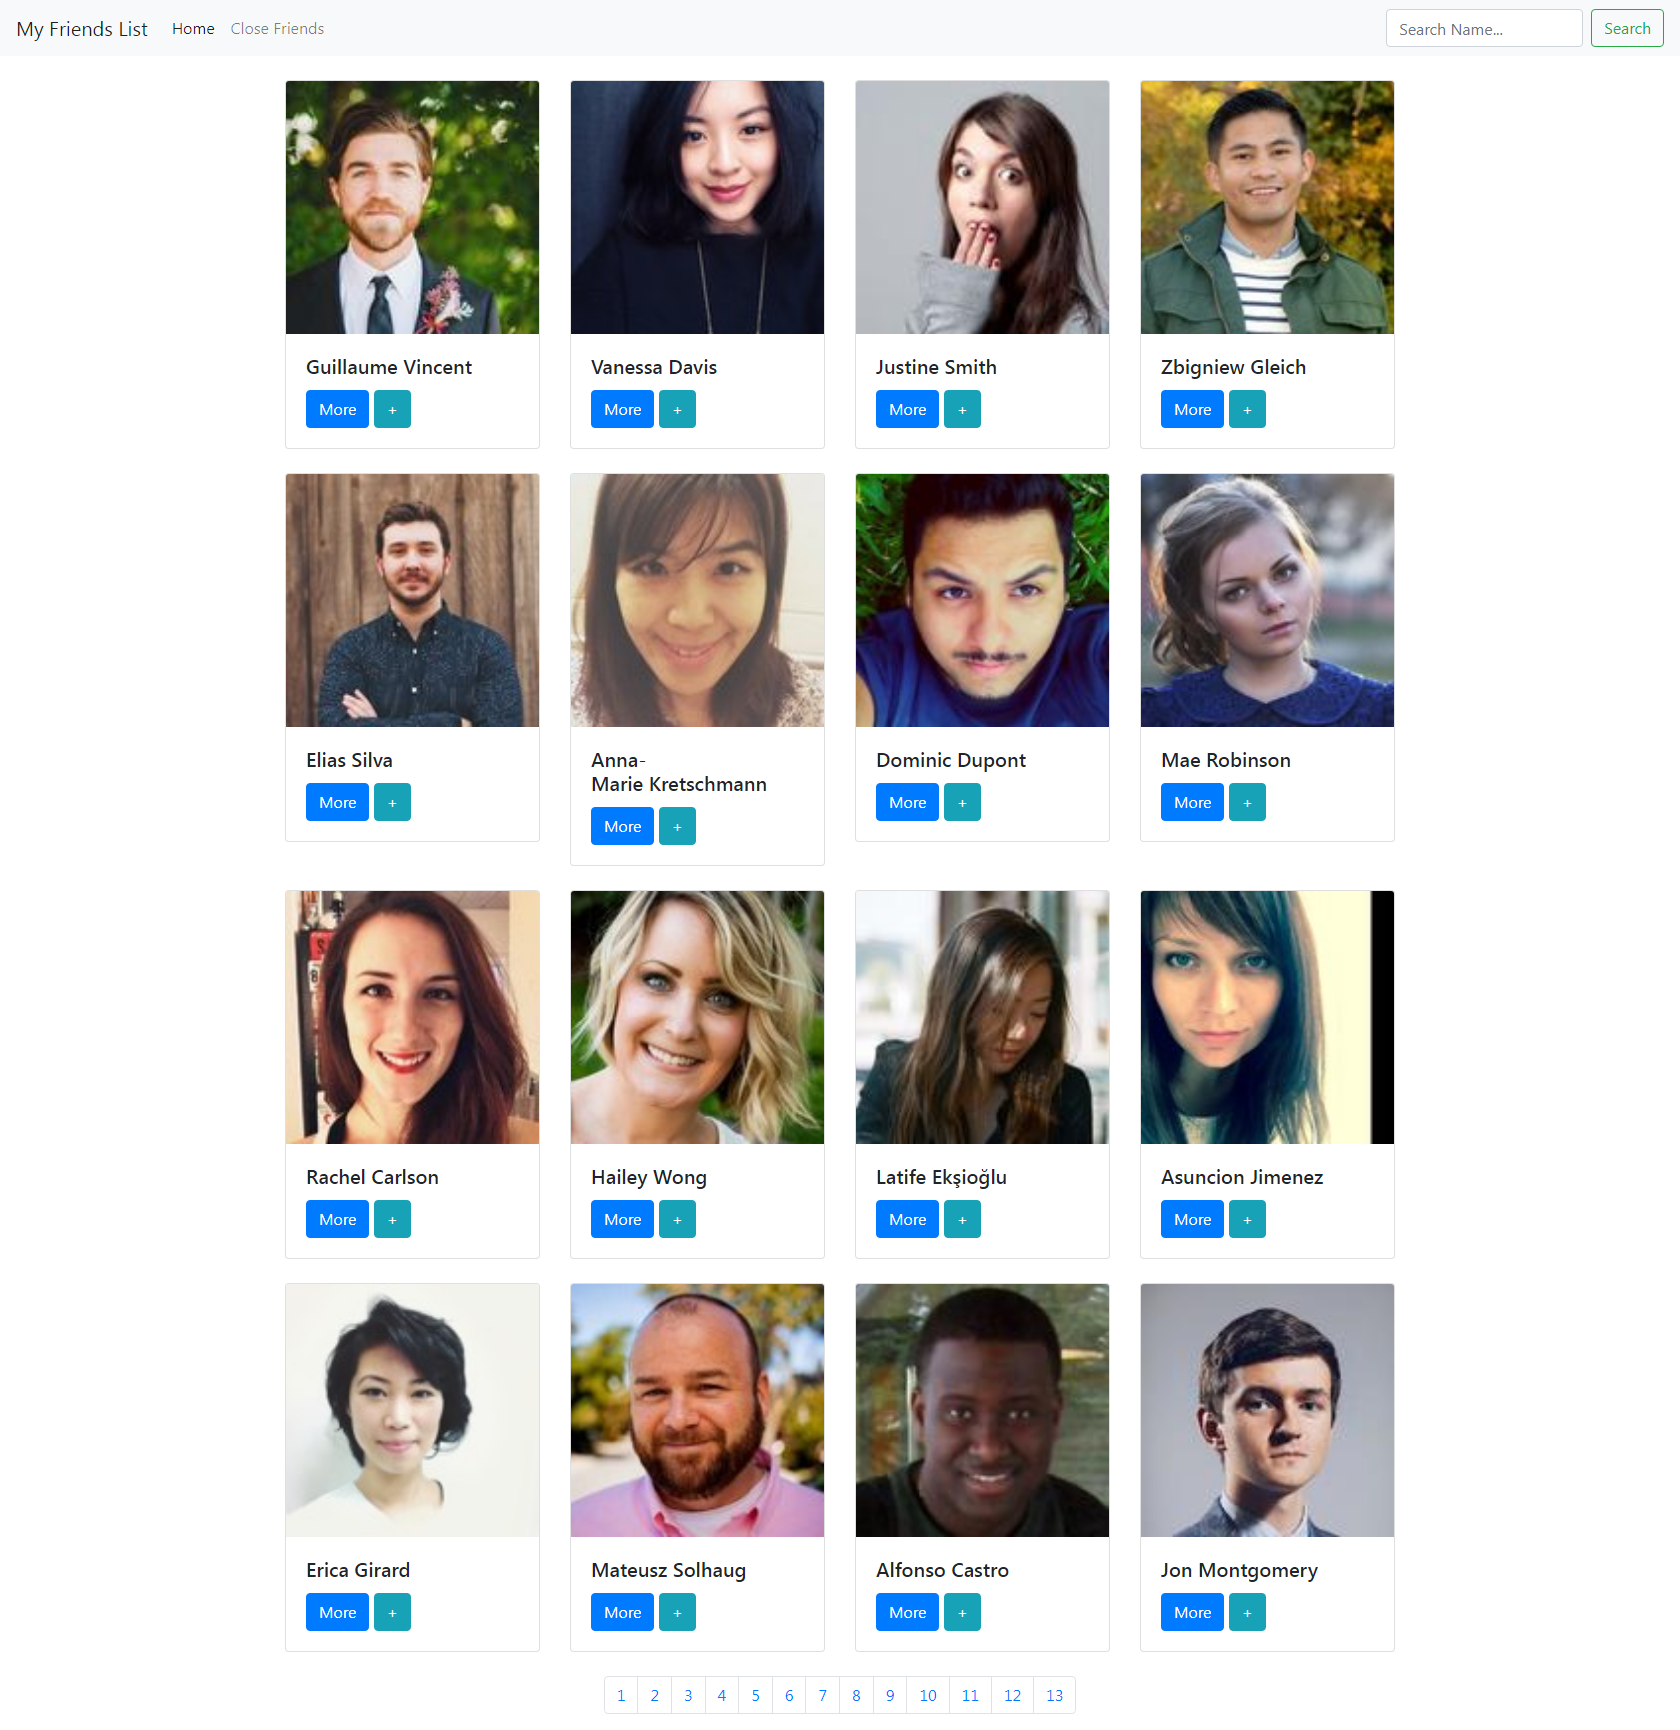 My Friends List Home Close Friends Search Name... Search
Guillaume Vincent
More +
Vanessa Davis
More +
Justine Smith
More +
Zbigniew Gleich
More +
Elias Silva
More +
Anna-
Marie Kretschmann
More +
Dominic Dupont
More +
Mae Robinson
More +
Rachel Carlson
More +
Hailey Wong
More +
Latife Ekşioğlu
More +
Asuncion Jimenez
More +
Erica Girard
More +
Mateusz Solhaug
More +
Alfonso Castro
More +
Jon Montgomery
More +
1 2 3 4 5 6 7 8 9 10 11 12 13